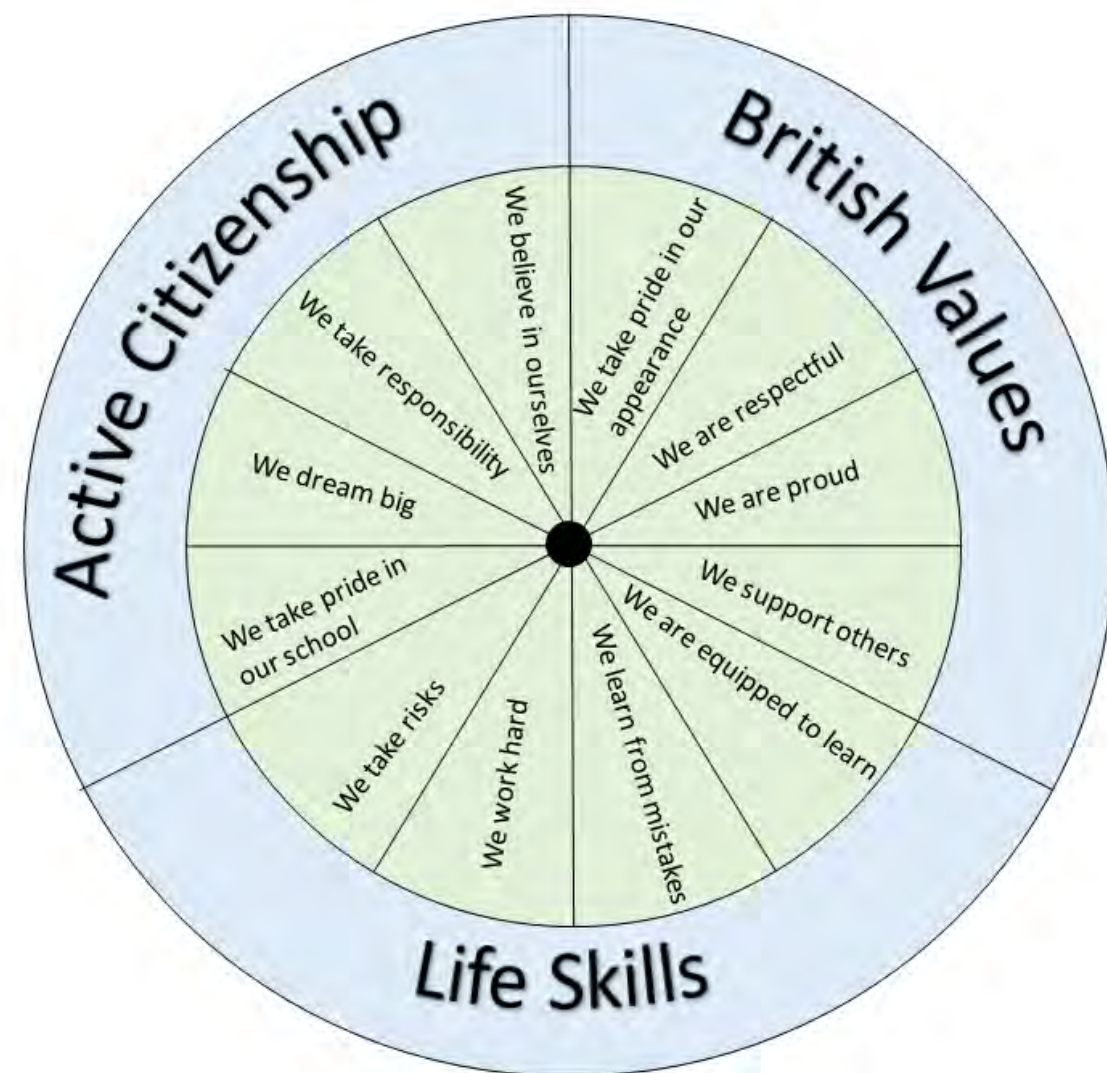 Active Citizenship
British Values
Life Skills
We take pride in our
appearance
We are respectful
We are proud
We support others
We are equipped to learn
We learn from mistakes
We work hard
We take risks
We take pride in
our school
We dream big
We take responsibility
We believe in ourselves